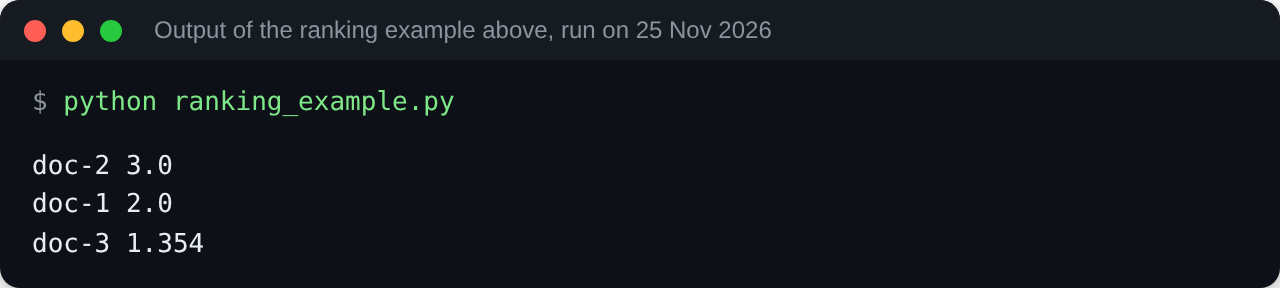 Output of the ranking example above, run on 25 Nov 2026
$ python ranking_example.py
doc-2 3.0
doc-1 2.0
doc-3 1.354